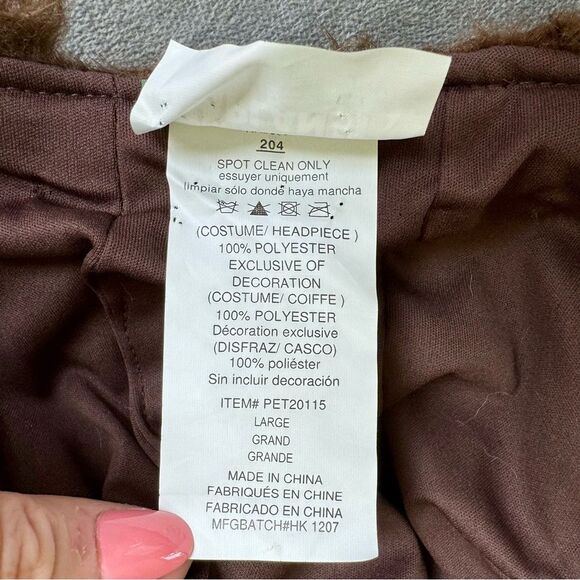 204
SPOT CLEAN ONLY
essuyer uniquement
limpiar sólo donde haya mancha
(COSTUME/ HEADPIECE )
100% POLYESTER
EXCLUSIVE OF
DECORATION
(COSTUME/ COIFFE )
100% POLYESTER
Décoration exclusive
(DISFRAZ/ CASCO)
100% poliéster
Sin incluir decoración
ITEM# PET20115
LARGE
GRAND
GRANDE
MADE IN CHINA
FABRIQUÉS EN CHINE
FABRICADO EN CHINA
MFGBATCH#HK 1207